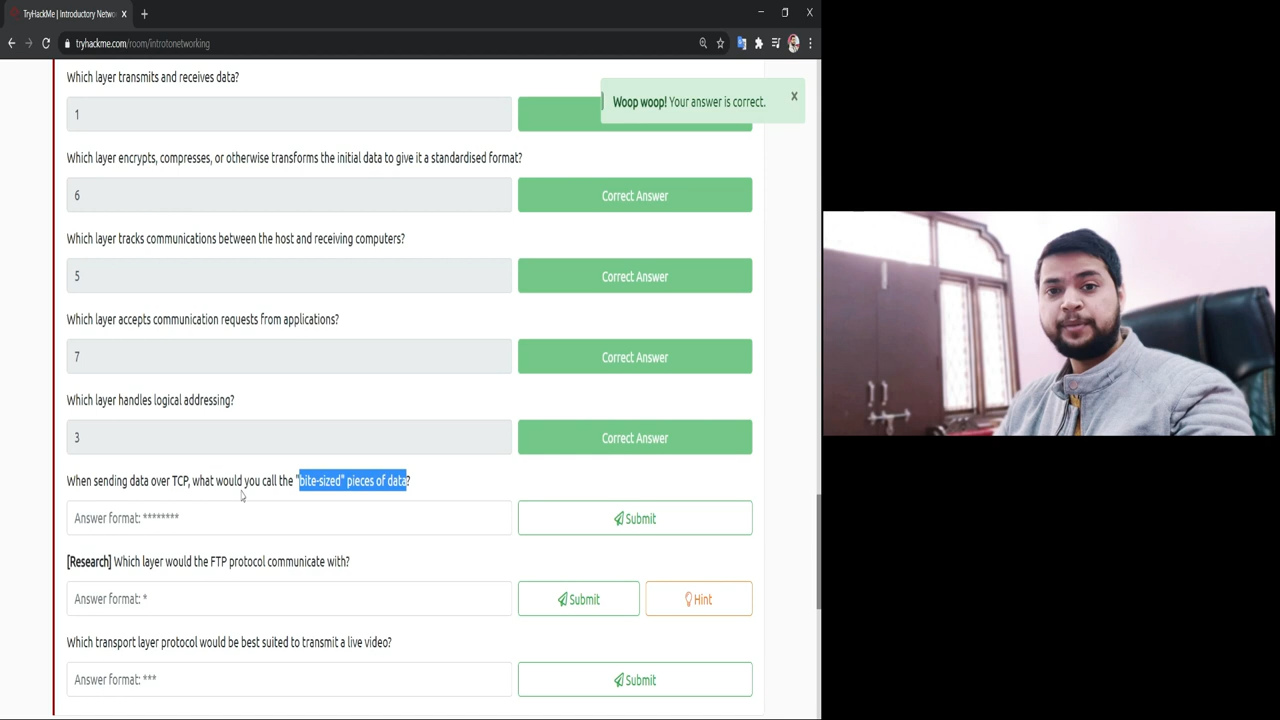 TryHackMe | Introductory Netwo
tryhackme.com/room/introtonetworking
Which layer transmits and receives data?
Woop woop! Your answer is correct.
1
Which layer encrypts, compresses, or otherwise transforms the initial data to give it a standardised format?
6
Correct Answer
Which layer tracks communications between the host and receiving computers?
5
Correct Answer
Which layer accepts communication requests from applications?
7
Correct Answer
Which layer handles logical addressing?
3
Correct Answer
When sending data over TCP, what would you call the "bite-sized" pieces of data?
Answer format: ********
Submit
[Research] Which layer would the FTP protocol communicate with?
Answer format: *
Submit
Hint
Which transport layer protocol would be best suited to transmit a live video?
Answer format: ***
Submit